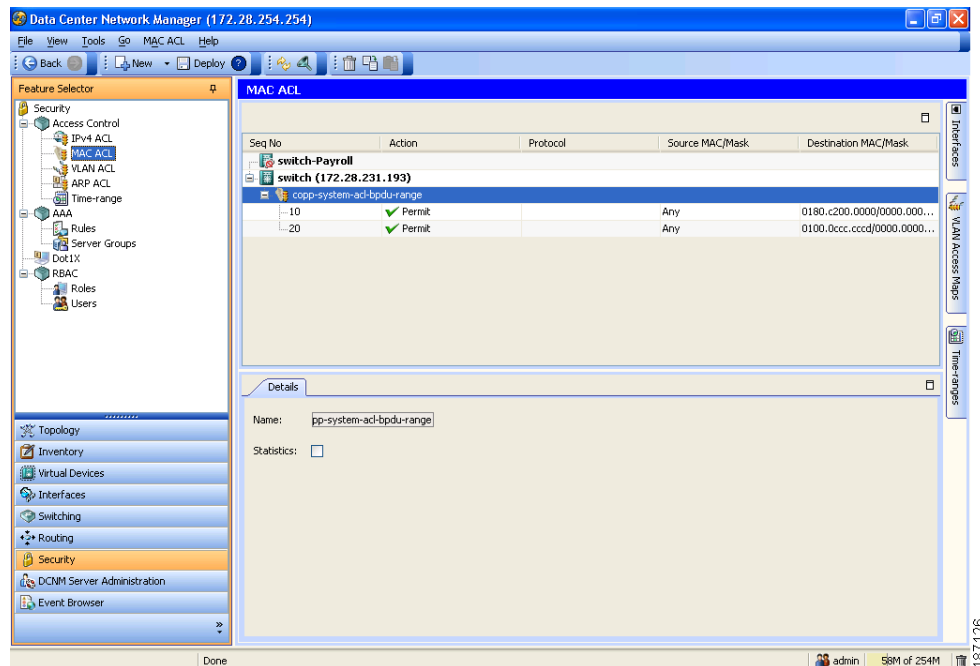 Data Center Network Manager (172.28.254.254)
File View Tools Go MAC ACL Help
Back New Deploy
Feature Selector
Security
Access Control
IPv4 ACL
MAC ACL
VLAN ACL
ARP ACL
Time-range
AAA
Rules
Server Groups
Dot1X
RBAC
Roles
Users
Topology
Inventory
Virtual Devices
Interfaces
Switching
Routing
Security
DCNM Server Administration
Event Browser
MAC ACL
Seq No Action Protocol Source MAC/Mask Destination MAC/Mask
switch-Payroll
switch (172.28.231.193)
copp-system-acl-bpdu-range
10 Permit Any 0180.c200.0000/0000.000...
20 Permit Any 0100.0ccc.cccd/0000.0000...
Details
Name: pp-system-acl-bpdu-range
Statistics:
Interfaces
VLAN Access Maps
Time-ranges
Done admin 58M of 254M
187126